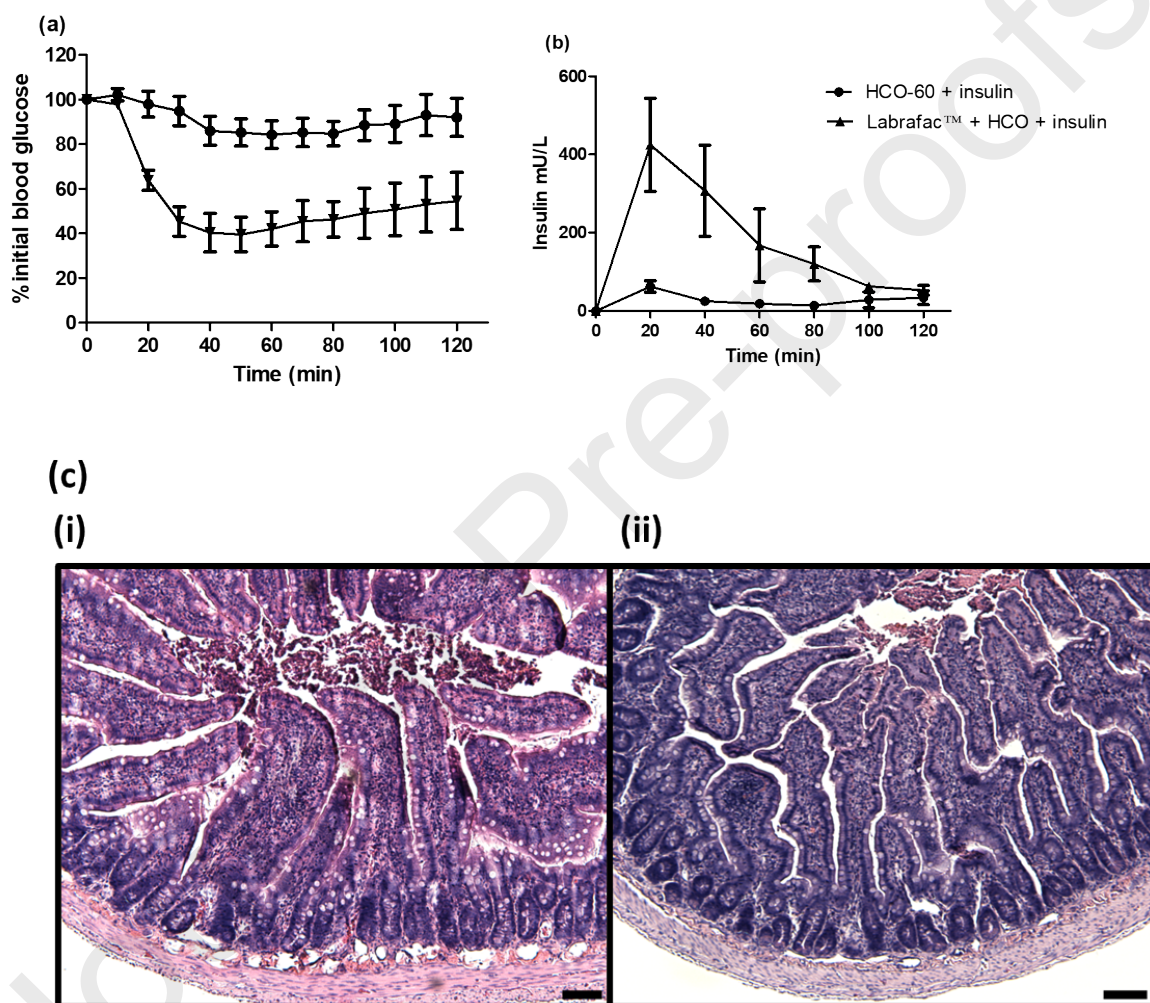 (a)
120
100
80
60
40
20
0
% initial blood glucose
0 20 40 60 80 100 120
Time (min)
(b)
600
400
200
0
Insulin mU/L
0 20 40 60 80 100 120
Time (min)
HCO-60 + insulin
Labrafac™ + HCO + insulin
Pre-proofs
(c)
(i) (ii)